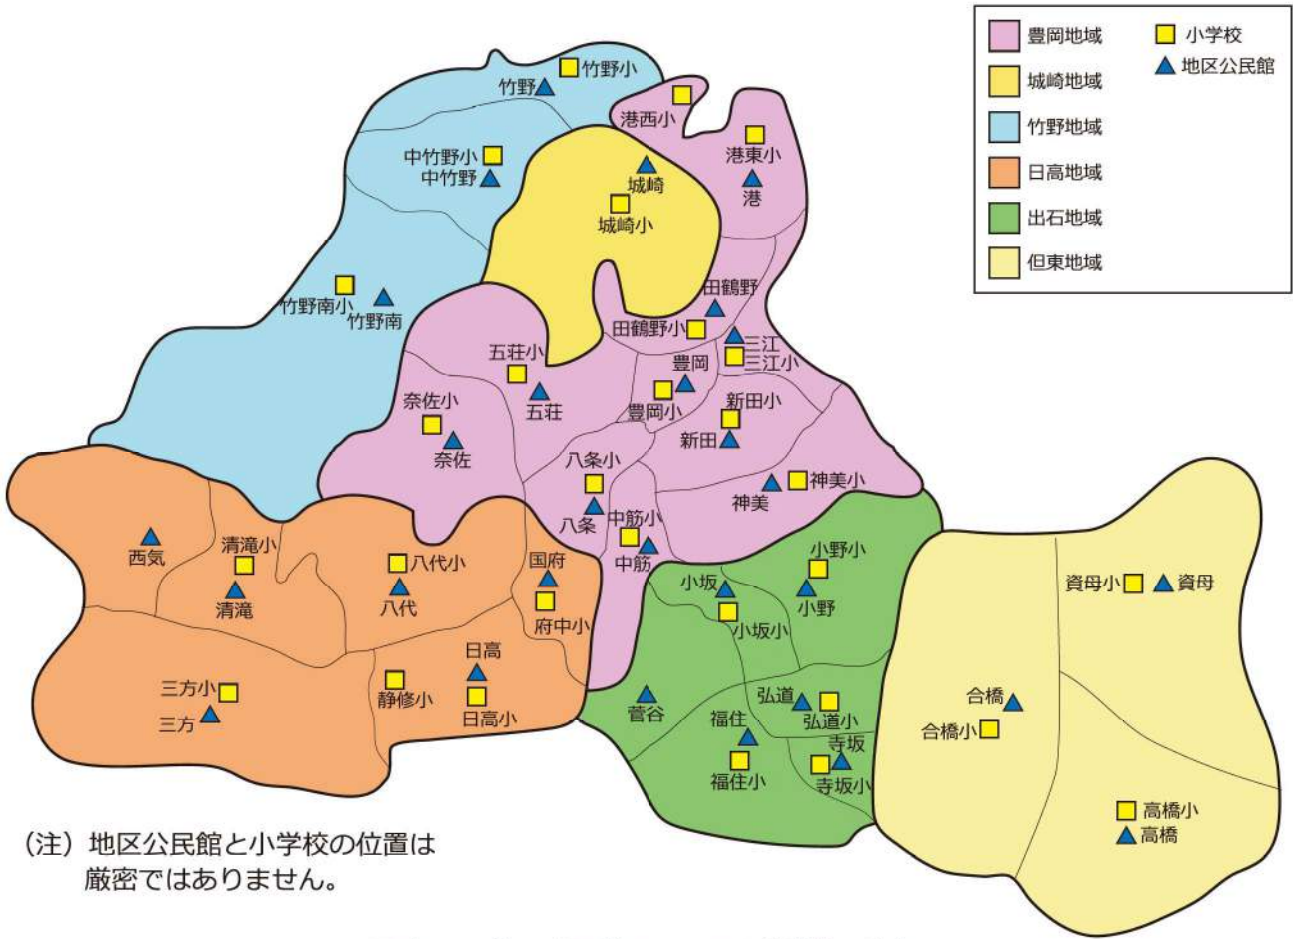 豊岡地域
城崎地域
竹野地域
日高地域
出石地域
但東地域
小学校
地区公民館
竹野小
竹野
港西小
港東小
港
中竹野小
中竹野
城崎
城崎小
竹野南小
竹野南
田鶴野
田鶴野小
三江
三江小
五荘小
五荘
豊岡
豊岡小
奈佐小
奈佐
新田小
新田
八条小
八条
神美小
神美
中筋小
中筋
西気
清滝小
清滝
八代小
八代
国府
府中小
小野小
小野
小坂
小坂小
資母小
資母
三方小
三方
静修小
日高
日高小
菅谷
弘道
弘道小
福住
福住小
寺坂
寺坂小
合橋
合橋小
高橋小
高橋
(注)地区公民館と小学校の位置は
厳密ではありません。